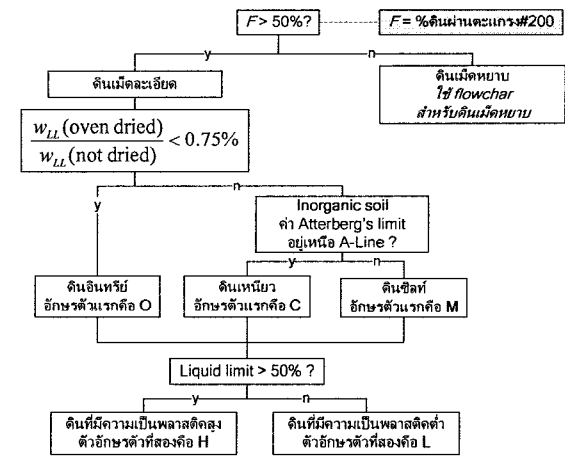 F > 50%?
F = %ดินผ่านตะแกรง#200
y
n
ดินเม็ดละเอียด
ดินเม็ดหยาบ
ใช้ flowchar
สำหรับดินเม็ดหยาบ
w_LL (oven dried) / w_LL (not dried) < 0.75%
y
n
Inorganic soil
ค่า Atterberg's limit
อยู่เหนือ A-Line ?
y
n
ดินอินทรีย์
อักษรตัวแรกคือ O
ดินเหนียว
อักษรตัวแรกคือ C
ดินซิลท์
อักษรตัวแรกคือ M
Liquid limit > 50% ?
y
n
ดินที่มีความเป็นพลาสติคสูง
ตัวอักษรตัวที่สองคือ H
ดินที่มีความเป็นพลาสติคต่ำ
ตัวอักษรตัวที่สองคือ L